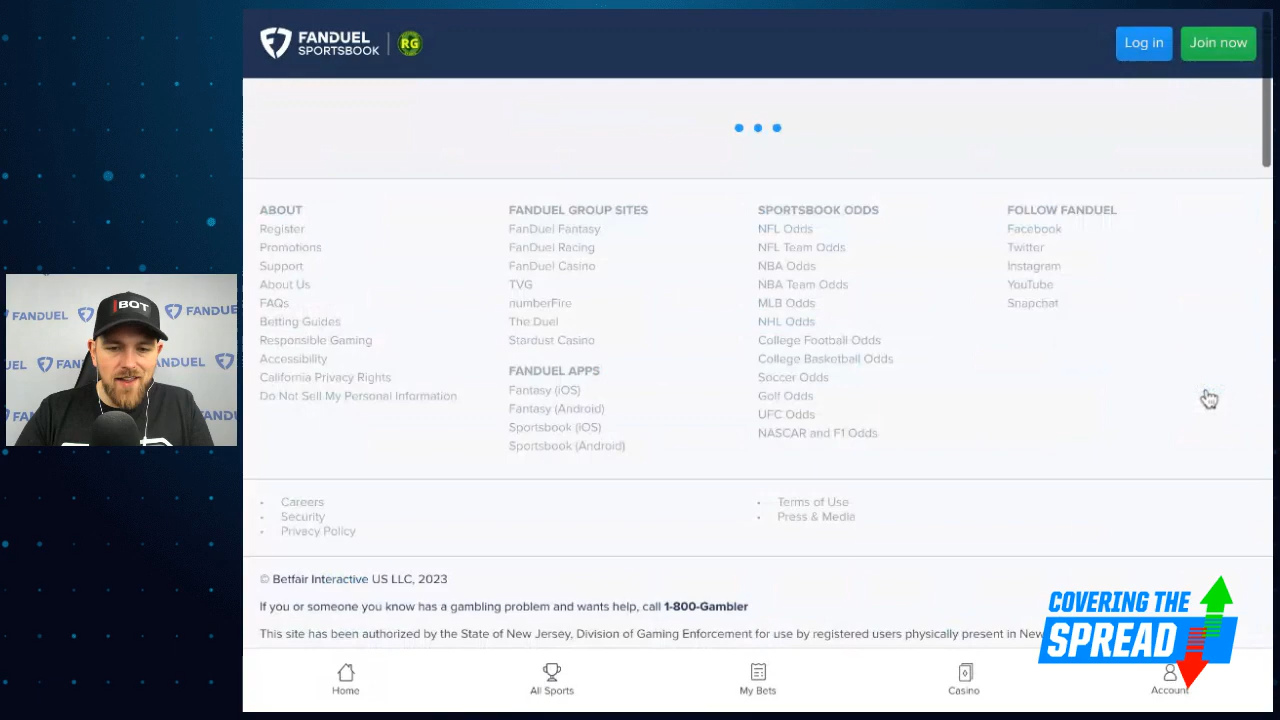 FANDUEL
SPORTSBOOK
RG
Log in
Join now
ABOUT
Register
Promotions
Support
About Us
FAQs
Betting Guides
Responsible Gaming
Accessibility
California Privacy Rights
Do Not Sell My Personal Information
FANDUEL GROUP SITES
FanDuel Fantasy
FanDuel Racing
FanDuel Casino
TVG
numberFire
The Duel
Stardust Casino
FANDUEL APPS
Fantasy (iOS)
Fantasy (Android)
Sportsbook (iOS)
Sportsbook (Android)
SPORTSBOOK ODDS
NFL Odds
NFL Team Odds
NBA Odds
NBA Team Odds
MLB Odds
NHL Odds
College Football Odds
College Basketball Odds
Soccer Odds
Golf Odds
UFC Odds
NASCAR and F1 Odds
FOLLOW FANDUEL
Facebook
Twitter
Instagram
YouTube
Snapchat
Careers
Security
Privacy Policy
Terms of Use
Press & Media
© Betfair Interactive US LLC, 2023
If you or someone you know has a gambling problem and wants help, call 1-800-Gambler
This site has been authorized by the State of New Jersey, Division of Gaming Enforcement for use by registered users physically present in New
Home
All Sports
My Bets
Casino
Account
COVERING THE
SPREAD
FANDUEL
FANDUEL
UEL
FAN
FANDUEL
FAN
FANDU
BOT